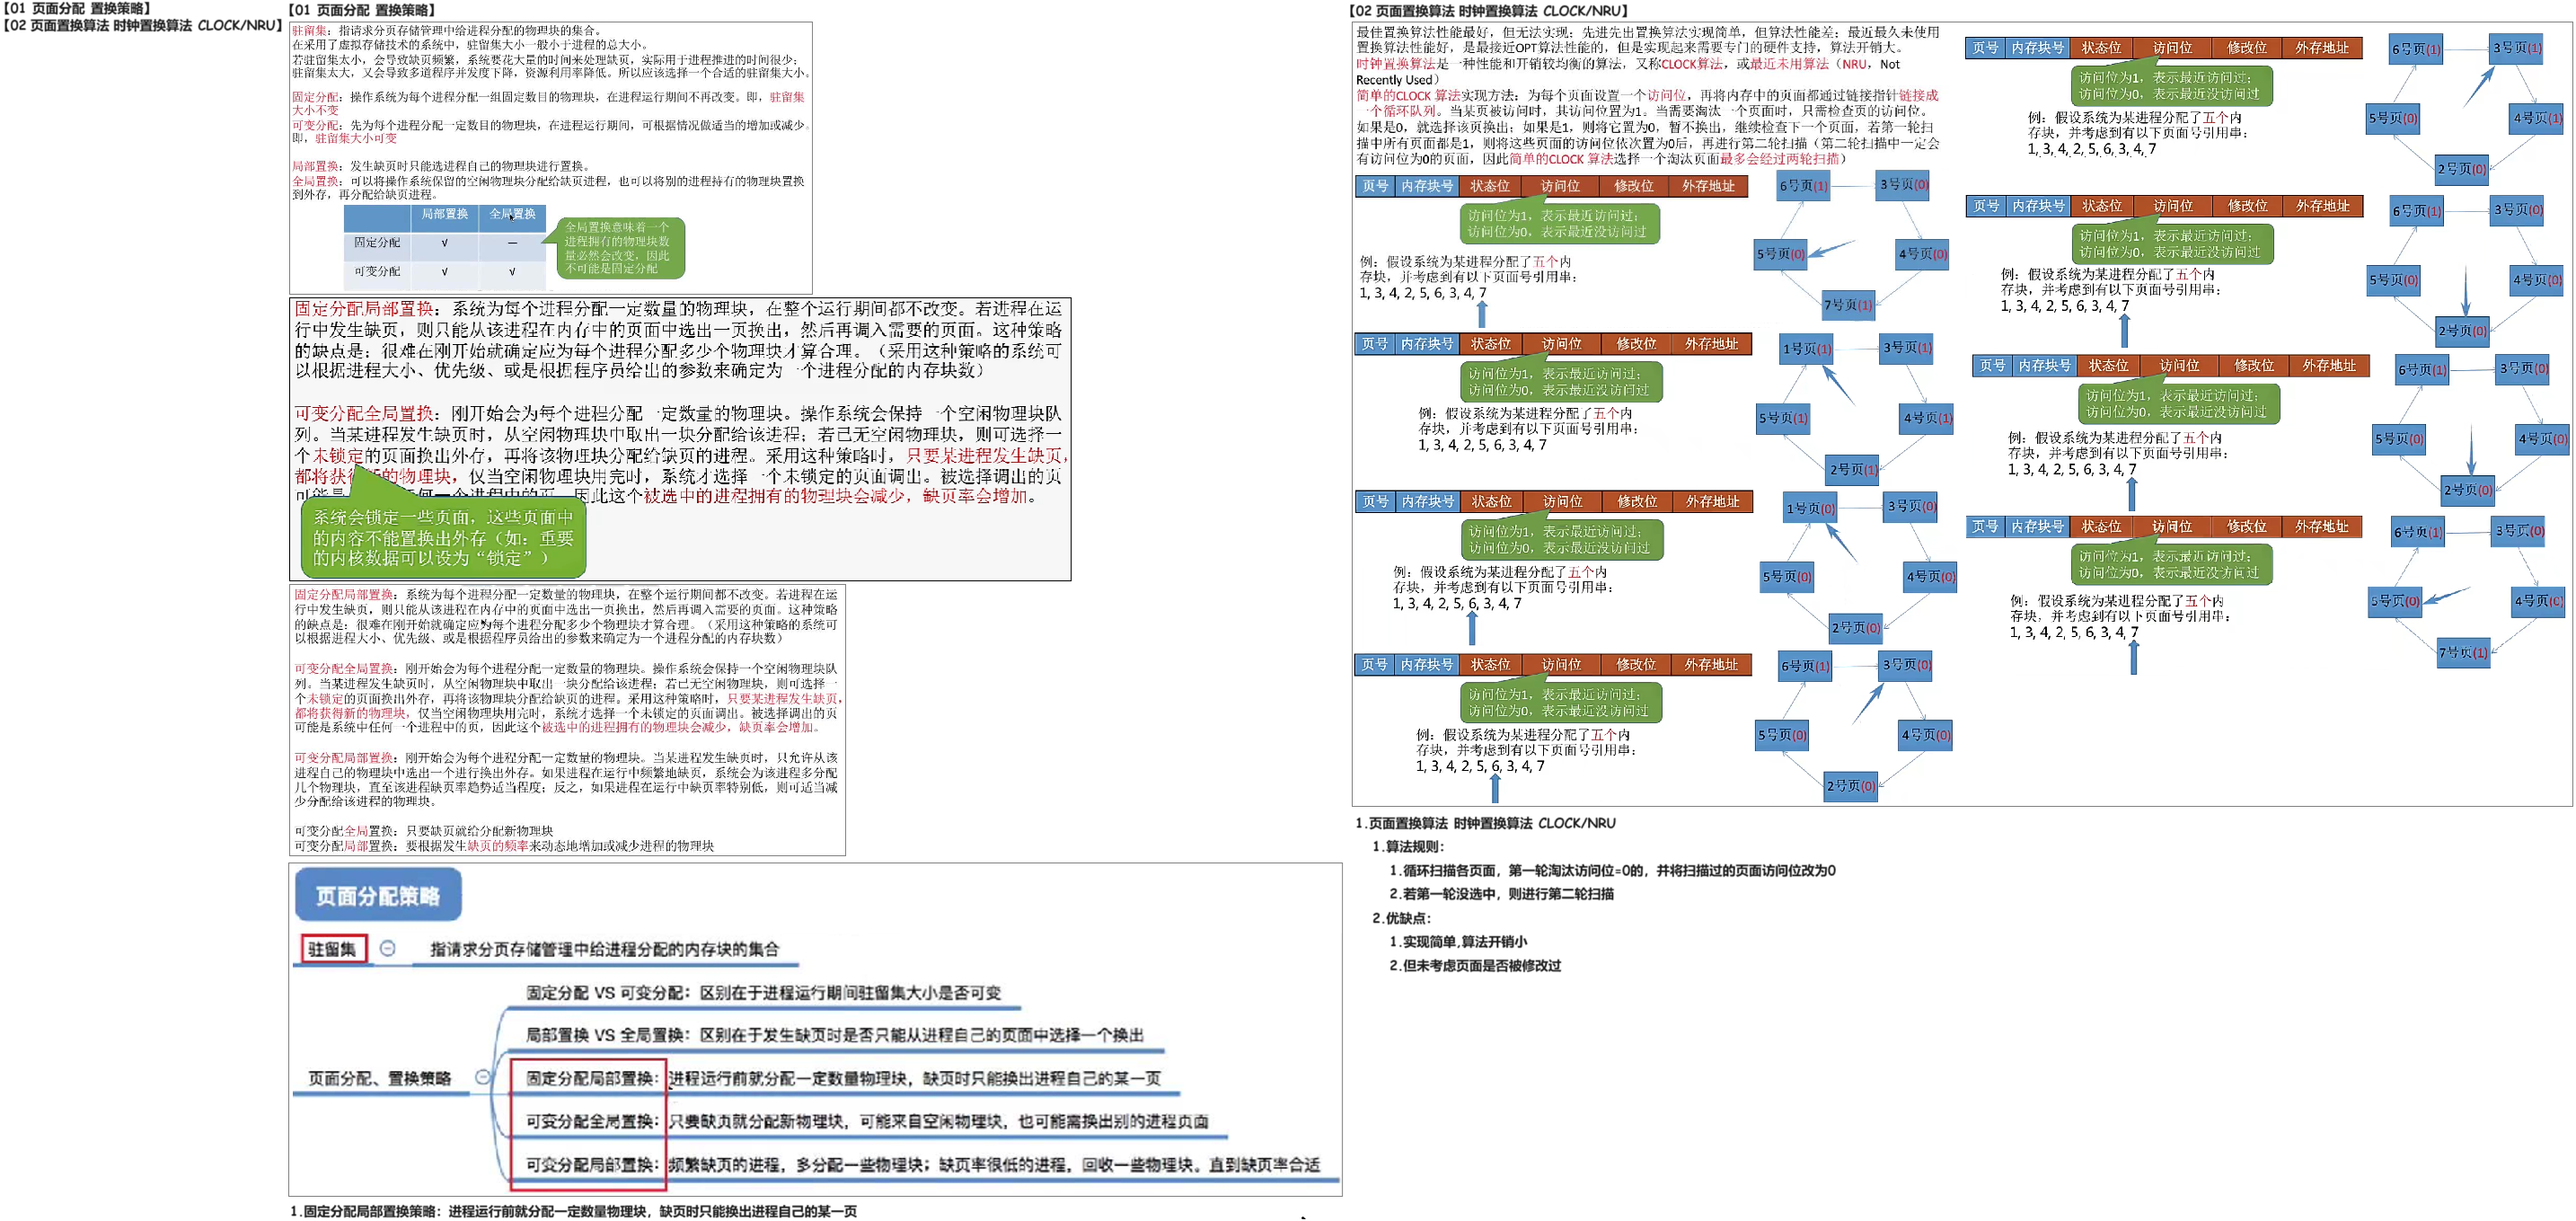 【01 页面分配 置换策略】
【02 页面置换算法 时钟置换算法 CLOCK/NRU】
【01 页面分配 置换策略】
驻留集：指请求分页存储管理中给进程分配的物理块的集合。
在采用了虚拟存储技术的系统中，驻留集大小一般小于进程的总大小。
若驻留集太小，会导致缺页频繁，系统要花大量的时间来处理缺页，实际用于进程推进的时间很少；
驻留集太大，又会导致多道程序并发度下降，资源利用率降低。所以应该选择一个合适的驻留集大小。
固定分配：操作系统为每个进程分配一组固定数目的物理块，在进程运行期间不再改变。即，驻留集
大小不变
可变分配：先为每个进程分配一定数目的物理块，在进程运行期间，可根据情况做适当的增加或减少。
即，驻留集大小可变
局部置换：发生缺页时只能选进程自己的物理块进行置换。
全局置换：可以将操作系统保留的空闲物理块分配给缺页进程，也可以将别的进程持有的物理块置换
到外存，再分配给缺页进程。
局部置换 全局置换
固定分配 √ —
可变分配 √ √
全局置换意味着一个
进程拥有的物理块数
量必然会改变，因此
不可能是固定分配
固定分配局部置换：系统为每个进程分配一定数量的物理块，在整个运行期间都不改变。若进程在运
行中发生缺页，则只能从该进程在内存中的页面中选出一页换出，然后再调入需要的页面。这种策略
的缺点是：很难在刚开始就确定应为每个进程分配多少个物理块才算合理。（采用这种策略的系统可
以根据进程大小、优先级、或是根据程序员给出的参数来确定为一个进程分配的内存块数）
可变分配全局置换：刚开始会为每个进程分配一定数量的物理块。操作系统会保持一个空闲物理块队
列。当某进程发生缺页时，从空闲物理块中取出一块分配给该进程；若已无空闲物理块，则可选择一
个未锁定的页面换出外存，再将该物理块分配给缺页的进程。采用这种策略时，只要某进程发生缺页，
都将获得新的物理块，仅当空闲物理块用完时，系统才选择一个未锁定的页面调出。被选择调出的页
可能是 任何一个进程中的页，因此这个被选中的进程拥有的物理块会减少，缺页率会增加。
系统会锁定一些页面，这些页面中
的内容不能置换出外存（如：重要
的内核数据可以设为“锁定”）
固定分配局部置换：系统为每个进程分配一定数量的物理块，在整个运行期间都不改变。若进程在运
行中发生缺页，则只能从该进程在内存中的页面中选出一页换出，然后再调入需要的页面。这种策略
的缺点是：很难在刚开始就确定应为每个进程分配多少个物理块才算合理。（采用这种策略的系统可
以根据进程大小、优先级、或是根据程序员给出的参数来确定为一个进程分配的内存块数）
可变分配全局置换：刚开始会为每个进程分配一定数量的物理块。操作系统会保持一个空闲物理块队
列。当某进程发生缺页时，从空闲物理块中取出一块分配给该进程；若已无空闲物理块，则可选择一
个未锁定的页面换出外存，再将该物理块分配给缺页的进程。采用这种策略时，只要某进程发生缺页，
都将获得新的物理块，仅当空闲物理块用完时，系统才选择一个未锁定的页面调出。被选择调出的页
可能是系统中任何一个进程中的页，因此这个被选中的进程拥有的物理块会减少，缺页率会增加。
可变分配局部置换：刚开始会为每个进程分配一定数量的物理块。当某进程发生缺页时，只允许从该
进程自己的物理块中选出一个进行换出外存。如果进程在运行中频繁地缺页，系统会为该进程多分配
几个物理块，直至该进程缺页率趋势适当程度；反之，如果进程在运行中缺页率特别低，则可适当减
少分配给该进程的物理块。
可变分配全局置换：只要缺页就给分配新物理块
可变分配局部置换：要根据发生缺页的频率来动态地增加或减少进程的物理块
页面分配策略
驻留集 指请求分页存储管理中给进程分配的内存块的集合
固定分配 VS 可变分配：区别在于进程运行期间驻留集大小是否可变
局部置换 VS 全局置换：区别在于发生缺页时是否只能从进程自己的页面中选择一个换出
页面分配、置换策略
固定分配局部置换：进程运行前就分配一定数量物理块，缺页时只能换出进程自己的某一页
可变分配全局置换：只要缺页就分配新物理块，可能来自空闲物理块，也可能需换出别的进程页面
可变分配局部置换：频繁缺页的进程，多分配一些物理块；缺页率很低的进程，回收一些物理块。直到缺页率合适
1.固定分配局部置换策略：进程运行前就分配一定数量物理块，缺页时只能换出进程自己的某一页
【02 页面置换算法 时钟置换算法 CLOCK/NRU】
最佳置换算法性能最好，但无法实现；先进先出置换算法实现简单，但算法性能差；最近最久未使用
置换算法性能好，是最接近OPT算法性能的，但是实现起来需要专门的硬件支持，算法开销大。
时钟置换算法是一种性能和开销较均衡的算法，又称CLOCK算法，或最近未用算法（NRU，Not
Recently Used）
简单的CLOCK 算法实现方法：为每个页面设置一个访问位，再将内存中的页面都通过链接指针链接成
一个循环队列。当某页被访问时，其访问位置为1。当需要淘汰一个页面时，只需检查页的访问位。
如果是0，就选择该页换出；如果是1，则将它置为0，暂不换出，继续检查下一个页面，若第一轮扫
描中所有页面都是1，则将这些页面的访问位依次置为0后，再进行第二轮扫描（第二轮扫描中一定会
有访问位为0的页面，因此简单的CLOCK 算法选择一个淘汰页面最多会经过两轮扫描）
页号 内存块号 状态位 访问位 修改位 外存地址
访问位为1，表示最近访问过；
访问位为0，表示最近没访问过
例：假设系统为某进程分配了五个内
存块，并考虑到有以下页面号引用串：
1, 3, 4, 2, 5, 6, 3, 4, 7
6号页(1) 3号页(0)
5号页(0) 4号页(0)
7号页(1)
页号 内存块号 状态位 访问位 修改位 外存地址
访问位为1，表示最近访问过；
访问位为0，表示最近没访问过
例：假设系统为某进程分配了五个内
存块，并考虑到有以下页面号引用串：
1, 3, 4, 2, 5, 6, 3, 4, 7
1号页(1) 3号页(1)
5号页(1) 4号页(1)
2号页(1)
页号 内存块号 状态位 访问位 修改位 外存地址
访问位为1，表示最近访问过；
访问位为0，表示最近没访问过
例：假设系统为某进程分配了五个内
存块，并考虑到有以下页面号引用串：
1, 3, 4, 2, 5, 6, 3, 4, 7
1号页(0) 3号页(0)
5号页(0) 4号页(0)
2号页(0)
页号 内存块号 状态位 访问位 修改位 外存地址
访问位为1，表示最近访问过；
访问位为0，表示最近没访问过
例：假设系统为某进程分配了五个内
存块，并考虑到有以下页面号引用串：
1, 3, 4, 2, 5, 6, 3, 4, 7
6号页(1) 3号页(0)
5号页(0) 4号页(0)
2号页(0)
页号 内存块号 状态位 访问位 修改位 外存地址
访问位为1，表示最近访问过；
访问位为0，表示最近没访问过
例：假设系统为某进程分配了五个内
存块，并考虑到有以下页面号引用串：
1, 3, 4, 2, 5, 6, 3, 4, 7
6号页(1) 3号页(1)
5号页(0) 4号页(1)
2号页(0)
页号 内存块号 状态位 访问位 修改位 外存地址
访问位为1，表示最近访问过；
访问位为0，表示最近没访问过
例：假设系统为某进程分配了五个内
存块，并考虑到有以下页面号引用串：
1, 3, 4, 2, 5, 6, 3, 4, 7
6号页(1) 3号页(0)
5号页(0) 4号页(0)
2号页(0)
页号 内存块号 状态位 访问位 修改位 外存地址
访问位为1，表示最近访问过；
访问位为0，表示最近没访问过
例：假设系统为某进程分配了五个内
存块，并考虑到有以下页面号引用串：
1, 3, 4, 2, 5, 6, 3, 4, 7
6号页(1) 3号页(0)
5号页(0) 4号页(0)
2号页(0)
页号 内存块号 状态位 访问位 修改位 外存地址
访问位为1，表示最近访问过；
访问位为0，表示最近没访问过
例：假设系统为某进程分配了五个内
存块，并考虑到有以下页面号引用串：
1, 3, 4, 2, 5, 6, 3, 4, 7
6号页(1) 3号页(0)
5号页(0) 4号页(0)
7号页(1)
1.页面置换算法 时钟置换算法 CLOCK/NRU
1.算法规则：
1.循环扫描各页面，第一轮淘汰访问位=0的，并将扫描过的页面访问位改为0
2.若第一轮没选中，则进行第二轮扫描
2.优缺点：
1.实现简单,算法开销小
2.但未考虑页面是否被修改过